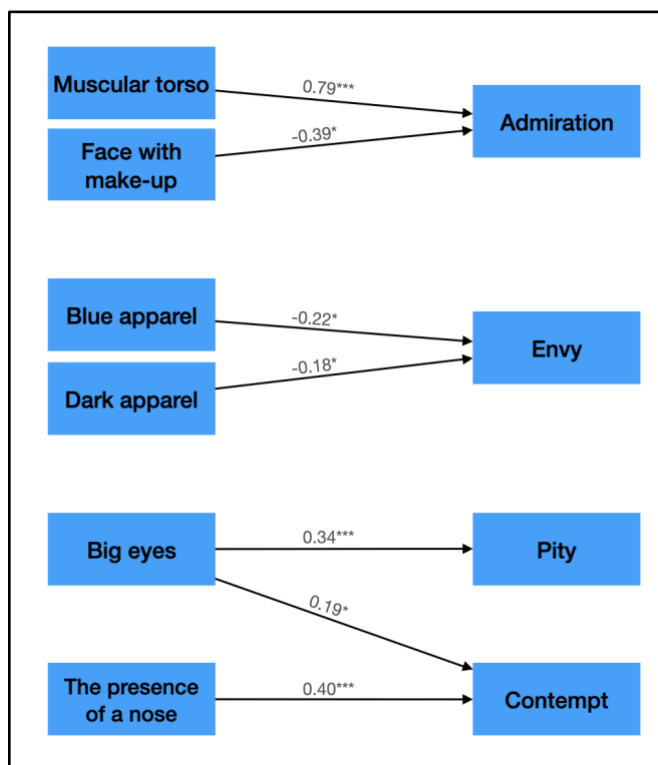 Muscular torso
0.79***
Admiration
Face with
make-up
-0.39*
Blue apparel
-0.22*
Envy
Dark apparel
-0.18*
Big eyes
0.34***
Pity
0.19*
The presence
of a nose
0.40***
Contempt